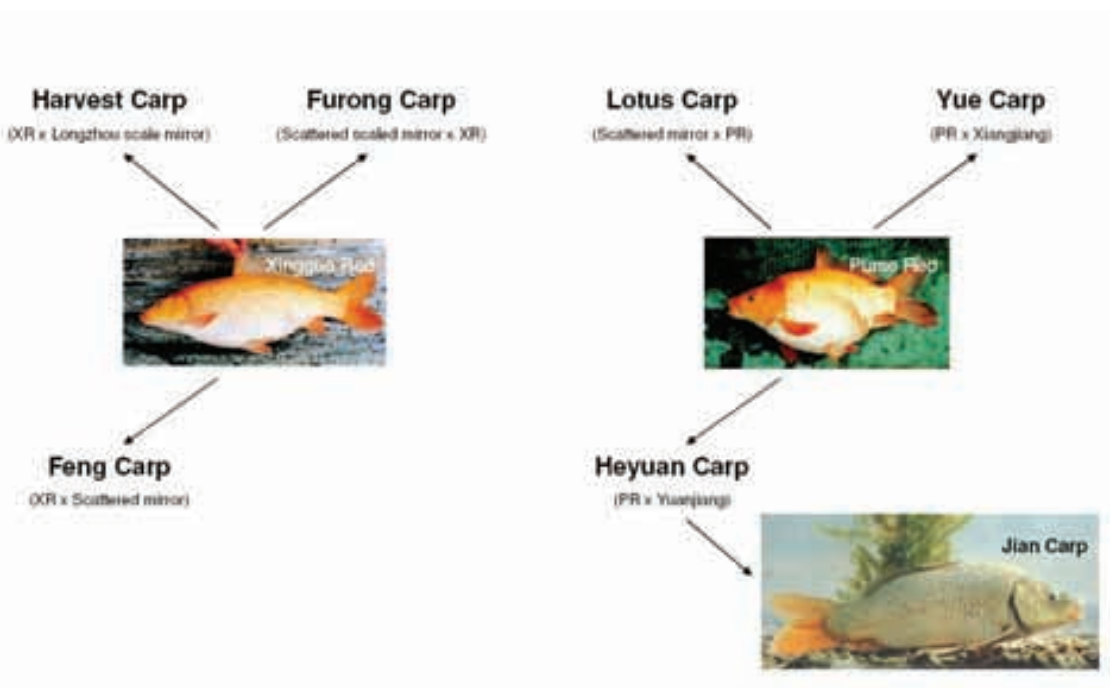 Harvest Carp
(XR x Longzhou scale mirror)
Furong Carp
(Scattered scaled mirror x XR)
Lotus Carp
(Scattered mirror x PR)
Yue Carp
(PR x Xiangjiang)
Xingguo Red
Purse Red
Feng Carp
(XR x Scattered mirror)
Heyuan Carp
(PR x Yuanjiang)
Jian Carp